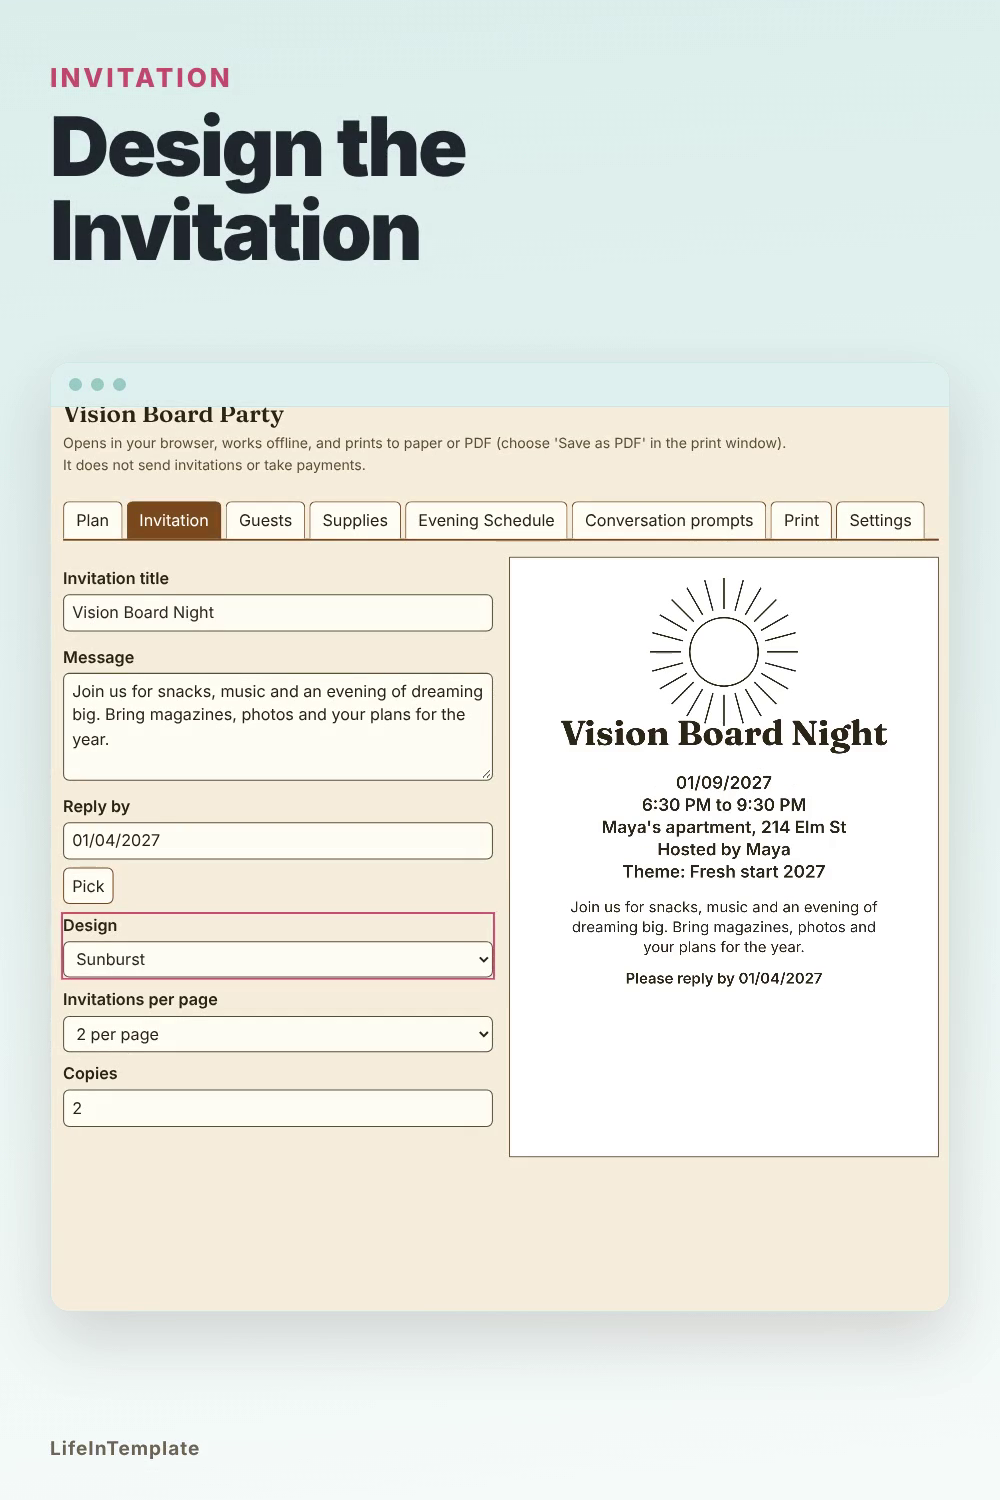 INVITATION
Design the
Invitation
Vision Board Party
Opens in your browser, works offline, and prints to paper or PDF (choose 'Save as PDF' in the print window).
It does not send invitations or take payments.
Plan Invitation Guests Supplies Evening Schedule Conversation prompts Print Settings
Invitation title
Vision Board Night
Message
Join us for snacks, music and an evening of dreaming
big. Bring magazines, photos and your plans for the
year.
Reply by
01/04/2027
Pick
Design
Sunburst
Invitations per page
2 per page
Copies
2
Vision Board Night
01/09/2027
6:30 PM to 9:30 PM
Maya's apartment, 214 Elm St
Hosted by Maya
Theme: Fresh start 2027
Join us for snacks, music and an evening of
dreaming big. Bring magazines, photos and
your plans for the year.
Please reply by 01/04/2027
LifeInTemplate